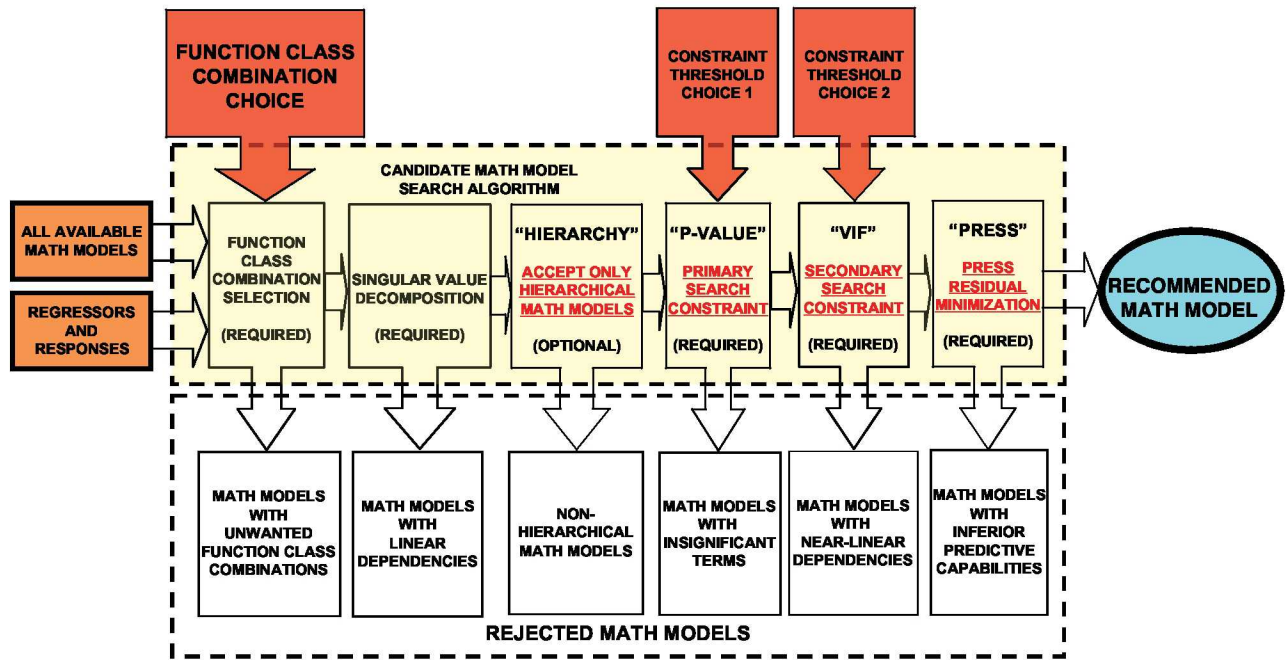 FUNCTION CLASS
COMBINATION
CHOICE
CONSTRAINT
THRESHOLD
CHOICE 1
CONSTRAINT
THRESHOLD
CHOICE 2
CANDIDATE MATH MODEL
SEARCH ALGORITHM
ALL AVAILABLE
MATH MODELS
REGRESSORS
AND
RESPONSES
FUNCTION
CLASS
COMBINATION
SELECTION
(REQUIRED)
SINGULAR VALUE
DECOMPOSITION
(REQUIRED)
“HIERARCHY”
ACCEPT ONLY
HIERARCHICAL
MATH MODELS
(OPTIONAL)
“P-VALUE”
PRIMARY
SEARCH
CONSTRAINT
(REQUIRED)
“VIF”
SECONDARY
SEARCH
CONSTRAINT
(REQUIRED)
“PRESS”
PRESS
RESIDUAL
MINIMIZATION
(REQUIRED)
RECOMMENDED
MATH MODEL
MATH MODELS
WITH
UNWANTED
FUNCTION CLASS
COMBINATIONS
MATH MODELS
WITH
LINEAR
DEPENDENCIES
NON-
HIERARCHICAL
MATH MODELS
MATH MODELS
WITH
INSIGNIFICANT
TERMS
MATH MODELS
WITH
NEAR-LINEAR
DEPENDENCIES
MATH MODELS
WITH
INFERIOR
PREDICTIVE
CAPABILITIES
REJECTED MATH MODELS